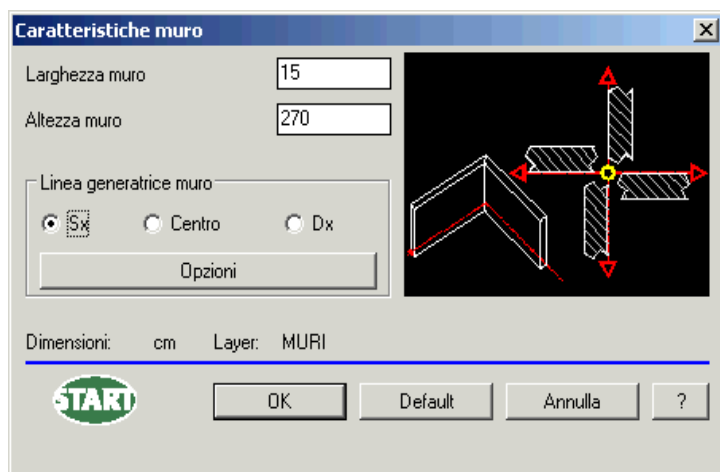 Caratteristiche muro
Larghezza muro 15
Altezza muro 270
Linea generatrice muro
Sx Centro Dx
Opzioni
Dimensioni: cm Layer: MURI
START OK Default Annulla ?